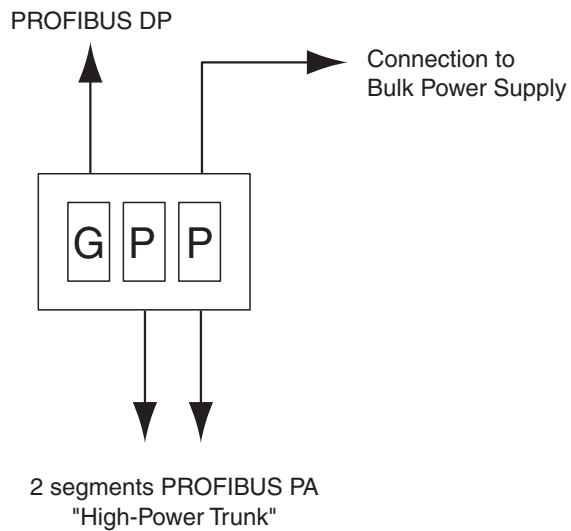 PROFIBUS DP
Connection to
Bulk Power Supply
G P P
2 segments PROFIBUS PA
"High-Power Trunk"